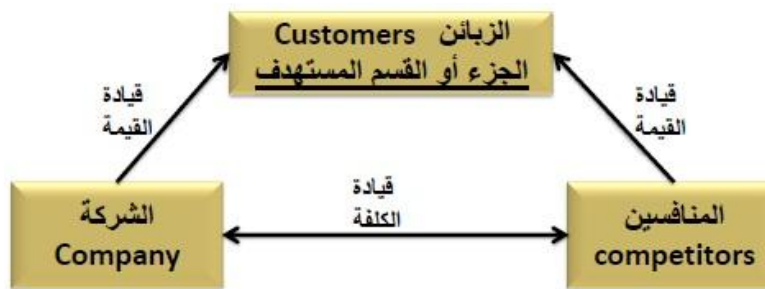 الزبائن Customers
الجزء أو القسم المستهدف
قيادة
القيمة
قيادة
القيمة
قيادة
الكلفة
الشركة
Company
المنافسين
competitors